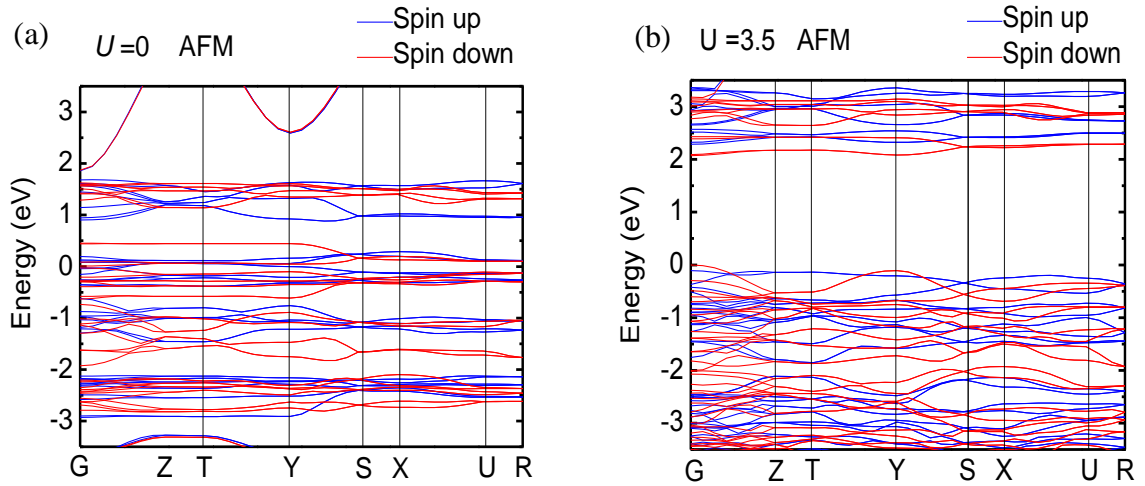 (a)
U =0 AFM
Spin up
Spin down
Energy (eV)
3
2
1
0
-1
-2
-3
G Z T Y S X U R
(b)
U =3.5 AFM
Spin up
Spin down
Energy (eV)
3
2
1
0
-1
-2
-3
G Z T Y S X U R